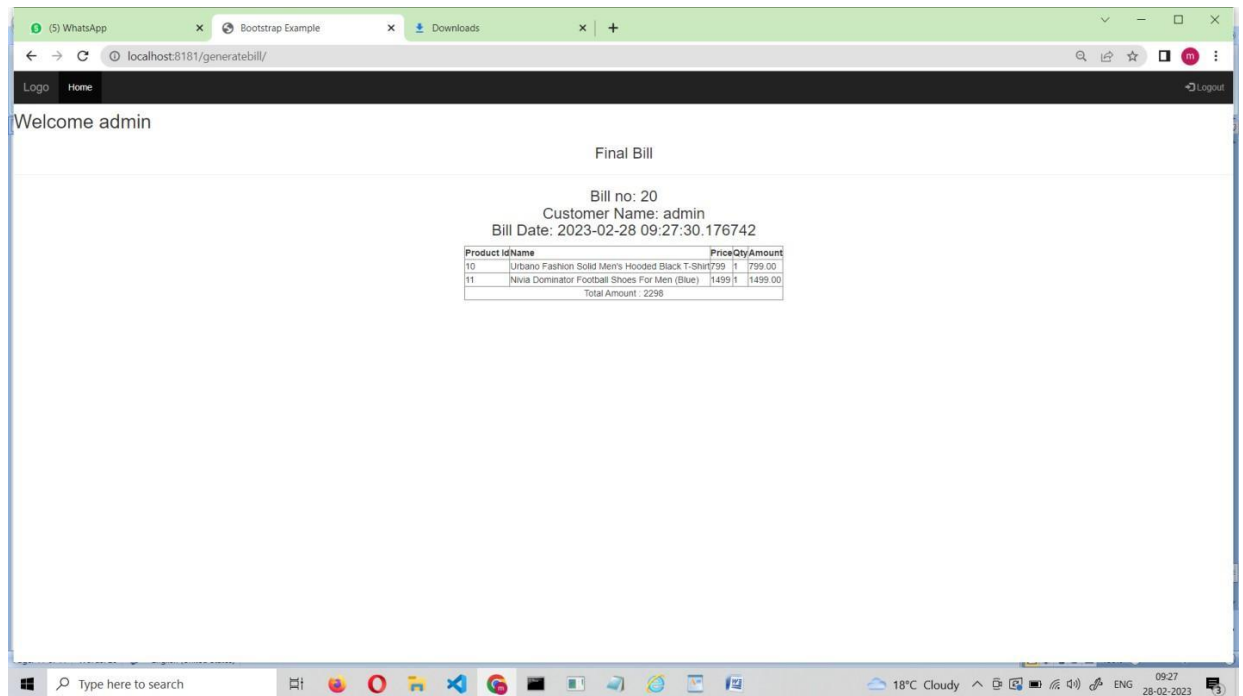 (5) WhatsApp
Bootstrap Example
Downloads
localhost:8181/generatebill/
m
Logo Home Logout
Welcome admin
Final Bill
Bill no: 20
Customer Name: admin
Bill Date: 2023-02-28 09:27:30.176742
Product Id Name Price Qty Amount
10 Urbano Fashion Solid Men's Hooded Black T-Shirt 799 1 799.00
11 Nivia Dominator Football Shoes For Men (Blue) 1499 1 1499.00
Total Amount : 2298
Type here to search
18°C Cloudy
ENG
09:27
28-02-2023
3